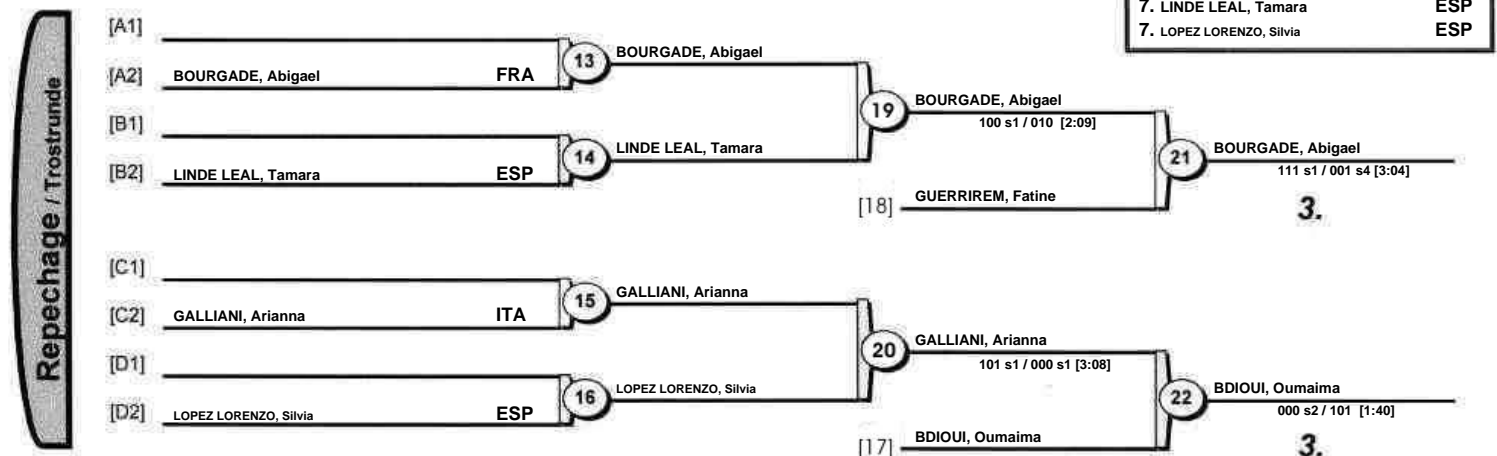 7. LINDE LEAL, Tamara ESP
7. LOPEZ LORENZO, Silvia ESP
Repechage / Trostrunde
[A1]
[A2] BOURGADE, Abigael FRA
13 BOURGADE, Abigael
[B1]
[B2] LINDE LEAL, Tamara ESP
14 LINDE LEAL, Tamara
19 BOURGADE, Abigael
100 s1 / 010 [2:09]
[18] GUERRIREM, Fatine
21 BOURGADE, Abigael
111 s1 / 001 s4 [3:04]
3.
[C1]
[C2] GALLIANI, Arianna ITA
15 GALLIANI, Arianna
[D1]
[D2] LOPEZ LORENZO, Silvia ESP
16 LOPEZ LORENZO, Silvia
20 GALLIANI, Arianna
101 s1 / 000 s1 [3:08]
[17] BDIOUI, Oumaima
22 BDIOUI, Oumaima
000 s2 / 101 [1:40]
3.